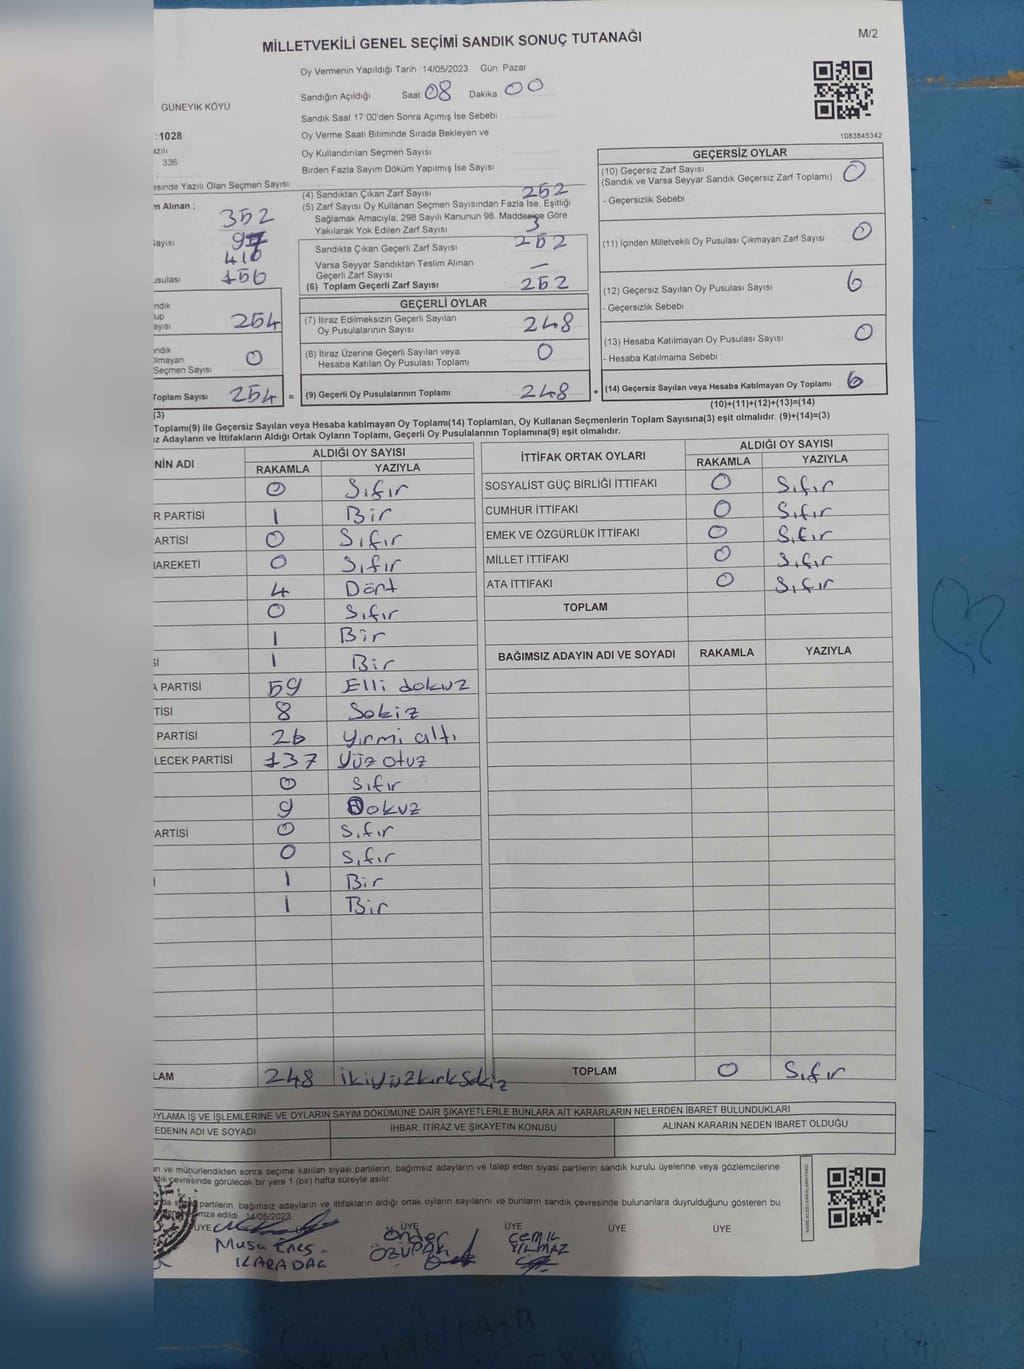 MİLLETVEKİLİ GENEL SEÇİMİ SANDIK SONUÇ TUTANAĞI
M/2
Oy Vermenin Yapıldığı Tarih 14/05/2023 Gün: Pazar
Sandığın Açıldığı Saat 08 Dakika 00
GÜNEYİK KÖYÜ
Sandık Saat 17:00'den Sonra Açılmış İse Sebebi
:1028
Oy Verme Saati Bitiminde Sırada Bekleyen ve
Oy Kullandırılan Seçmen Sayısı
336
Birden Fazla Sayım Döküm Yapılmış İse Sayısı
1083845342
esinde Yazılı Olan Seçmen Sayısı
m Alınan ; 352
ayısı 97
410
usulası 156
ndık
up
ayısı 254
ndık
Olmayan
Seçmen Sayısı 0
Toplam Sayısı 254 =
(3)
(4) Sandıktan Çıkan Zarf Sayısı 252
(5) Zarf Sayısı Oy Kullanan Seçmen Sayısından Fazla İse, Eşitliği
Sağlamak Amacıyla, 298 Sayılı Kanunun 98. Maddesine Göre
Yakılarak Yok Edilen Zarf Sayısı 3
Sandıkta Çıkan Geçerli Zarf Sayısı 252
Varsa Seyyar Sandıktan Teslim Alınan
Geçerli Zarf Sayısı –
(6) Toplam Geçerli Zarf Sayısı 252
GEÇERLİ OYLAR
(7) İtiraz Edilmeksizin Geçerli Sayılan
Oy Pusulalarının Sayısı 248
(8) İtiraz Üzerine Geçerli Sayılan veya
Hesaba Katılan Oy Pusulası Toplamı 0
(9) Geçerli Oy Pusulalarının Toplamı 248 +
GEÇERSİZ OYLAR
(10) Geçersiz Zarf Sayısı
(Sandık ve Varsa Seyyar Sandık Geçersiz Zarf Toplamı) 0
- Geçersizlik Sebebi
(11) İçinden Milletvekili Oy Pusulası Çıkmayan Zarf Sayısı 0
(12) Geçersiz Sayılan Oy Pusulası Sayısı 6
- Geçersizlik Sebebi
(13) Hesaba Katılmayan Oy Pusulası Sayısı 0
- Hesaba Katılmama Sebebi
(14) Geçersiz Sayılan veya Hesaba Katılmayan Oy Toplamı 6
(10)+(11)+(12)+(13)=(14)
Toplamı(9) ile Geçersiz Sayılan veya Hesaba katılmayan Oy Toplamı(14) Toplamları, Oy Kullanan Seçmenlerin Toplam Sayısına(3) eşit olmalıdır. (9)+(14)=(3)
z Adayların ve İttifakların Aldığı Ortak Oyların Toplamı, Geçerli Oy Pusulalarının Toplamına(9) eşit olmalıdır.
NİN ADI ALDIĞI OY SAYISI
RAKAMLA YAZIYLA
0 Sıfır
R PARTİSİ 1 Bir
ARTİSİ 0 Sıfır
HAREKETİ 0 Sıfır
4 Dört
0 Sıfır
1 Bir
Sİ 1 Bir
A PARTİSİ 59 Elli dokuz
TİSİ 8 Sekiz
PARTİSİ 26 Yirmi altı
LECEK PARTİSİ 137 Yüz otuz
0 Sıfır
9 Dokuz
ARTİSİ 0 Sıfır
0 Sıfır
1 Bir
1 Bir
LAM 248 ikiyüzkırksekiz
İTTİFAK ORTAK OYLARI ALDIĞI OY SAYISI
RAKAMLA YAZIYLA
SOSYALİST GÜÇ BİRLİĞİ İTTİFAKI 0 Sıfır
CUMHUR İTTİFAKI 0 Sıfır
EMEK VE ÖZGÜRLÜK İTTİFAKI 0 Sıfır
MİLLET İTTİFAKI 0 Sıfır
ATA İTTİFAKI 0 Sıfır
TOPLAM
BAĞIMSIZ ADAYIN ADI VE SOYADI RAKAMLA YAZIYLA
TOPLAM 0 Sıfır
OYLAMA İŞ VE İŞLEMLERİNE VE OYLARIN SAYIM DÖKÜMÜNE DAİR ŞİKAYETLERLE BUNLARA AİT KARARLARIN NELERDEN İBARET BULUNDUKLARI
EDENİN ADI VE SOYADI İHBAR, İTİRAZ VE ŞİKAYETİN KONUSU ALINAN KARARIN NEDEN İBARET OLDUĞU
n ve mühürlendikten sonra seçime katılan siyasi partilerin, bağımsız adayların ve talep eden siyasi partilerin sandık kurulu üyelerine veya gözlemcilerine
dık çevresinde görülecek bir yere 1 (bir) hafta süreyle asılır.
partilerin, bağımsız adayların ve ittifakların aldığı ortak oyların sayılarını ve bunların sandık çevresinde bulunanlara duyrulduğunu gösteren bu
imza edildi. 14/05/2023
ÜYE ÜYE ÜYE ÜYE ÜYE
Musa Enes KARADAĞ
Önder ÖZÜPAK
CEMİL YILMAZ